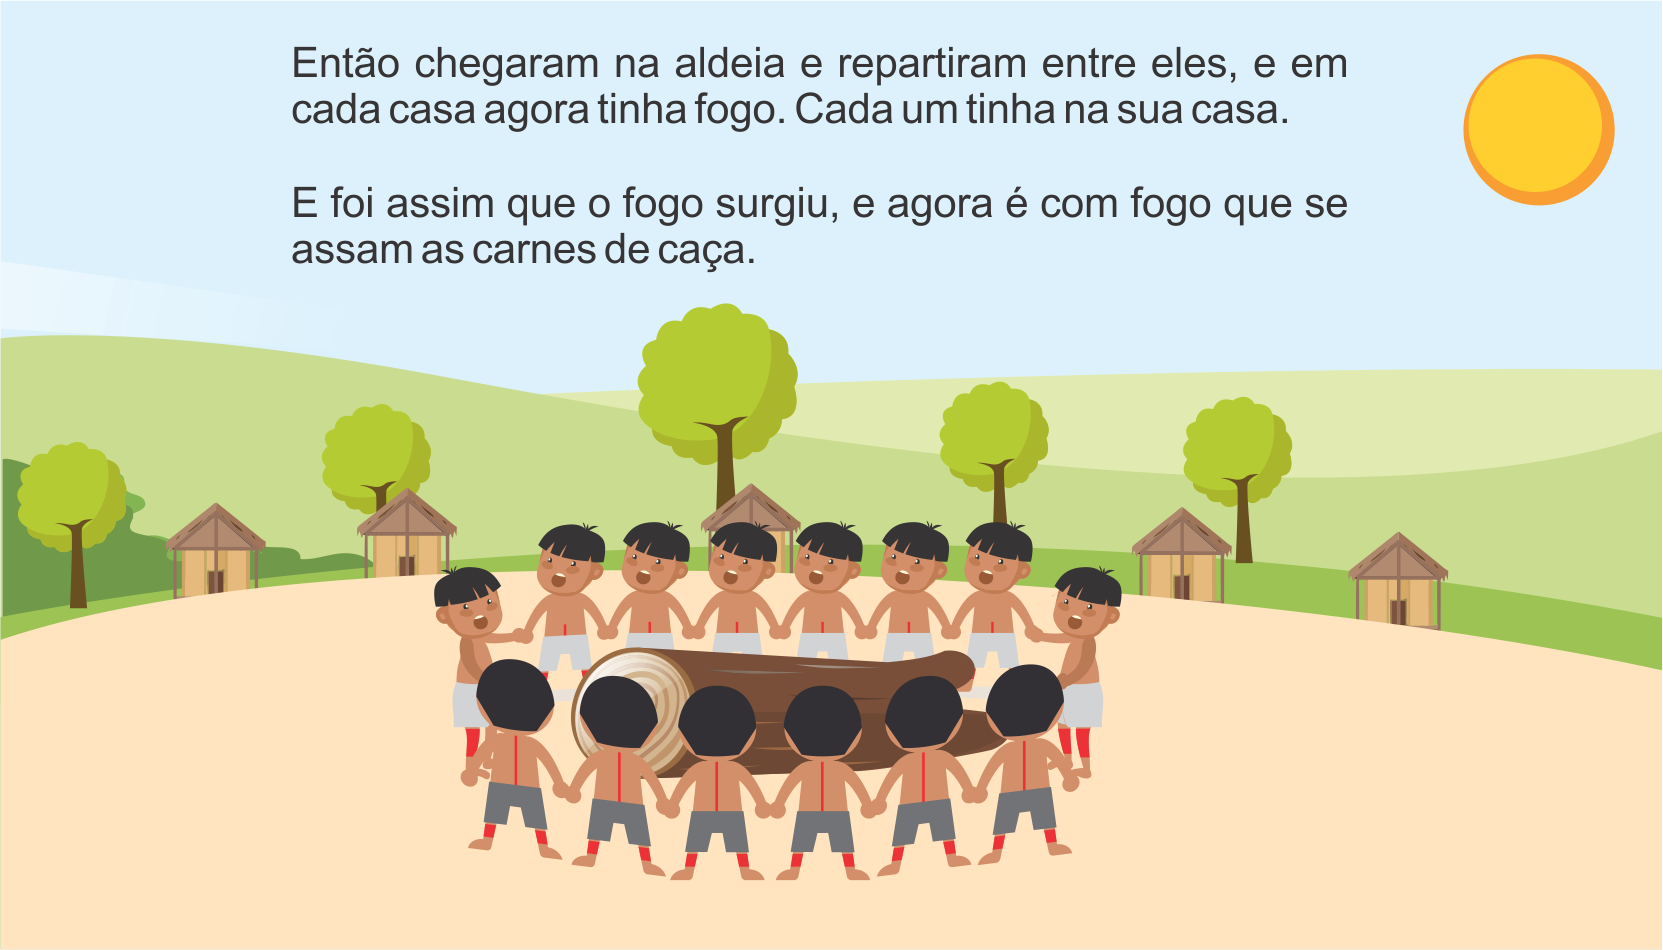 Então chegaram na aldeia e repartiram entre eles, e em
cada casa agora tinha fogo. Cada um tinha na sua casa.
E foi assim que o fogo surgiu, e agora é com fogo que se
assam as carnes de caça.